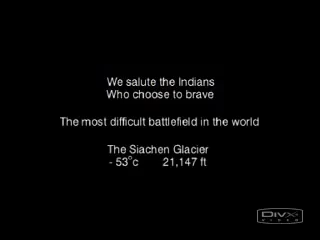 We salute the Indians
Who choose to brave
The most difficult battlefield in the world
The Siachen Glacier
- 53°c 21,147 ft
DivX
VIDEO